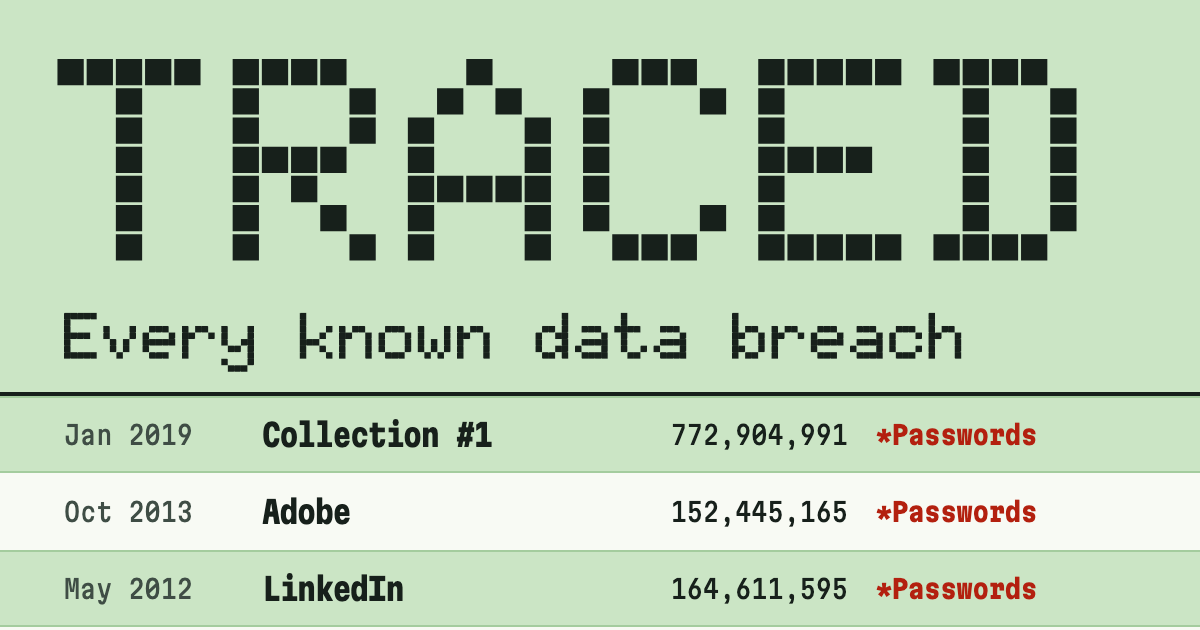 TRACED
Every known data breach
Jan 2019 Collection #1 772,904,991 *Passwords
Oct 2013 Adobe 152,445,165 *Passwords
May 2012 LinkedIn 164,611,595 *Passwords